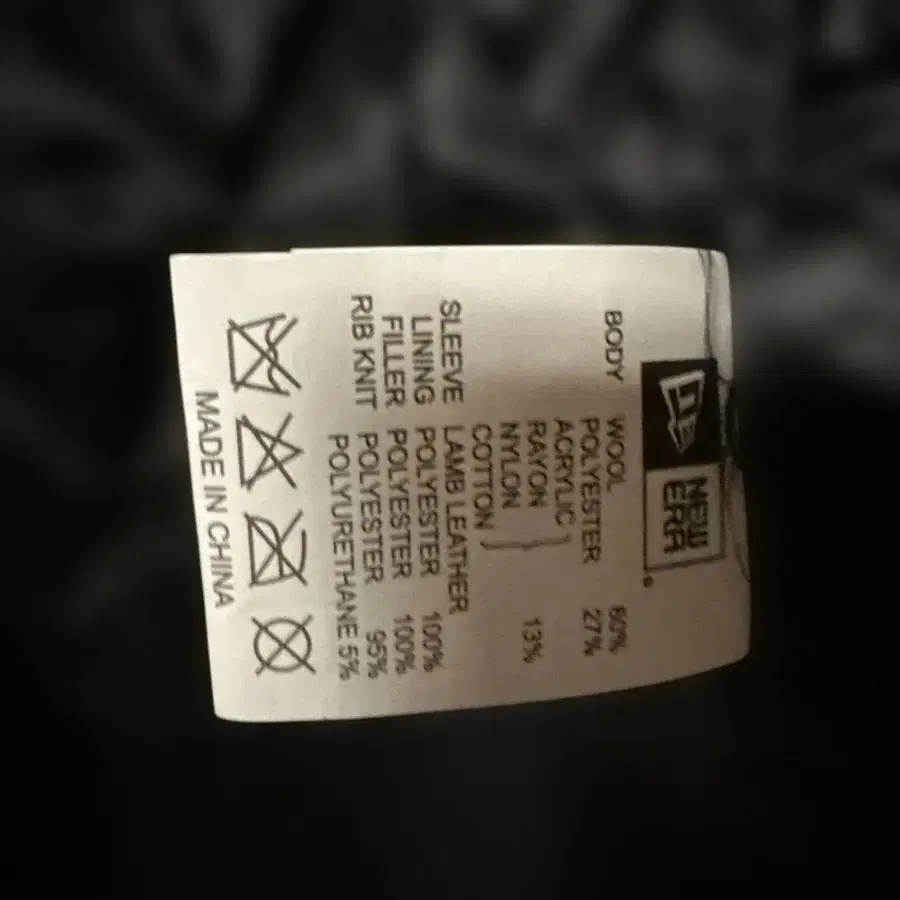 NEW
ERA
BODY WOOL 60%
POLYESTER 27%
ACRYLIC
RAYON 13%
NYLON
COTTON
SLEEVE LAMB LEATHER
LINING POLYESTER 100%
FILLER POLYESTER 100%
RIB KNIT POLYESTER 95%
POLYURETHANE 5%
MADE IN CHINA